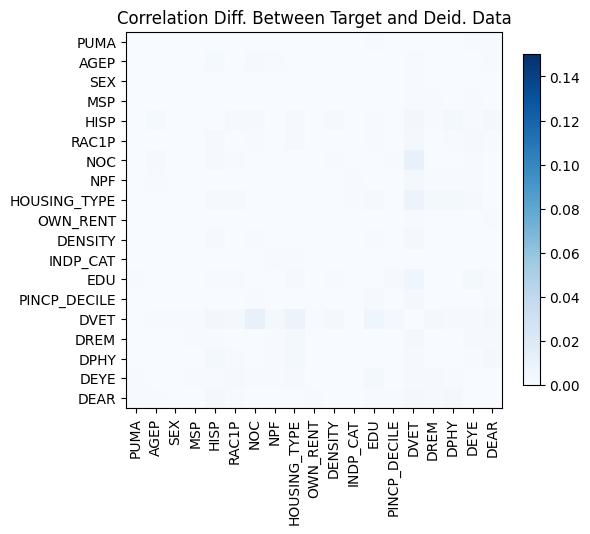 Correlation Diff. Between Target and Deid. Data
PUMA
AGEP
SEX
MSP
HISP
RAC1P
NOC
NPF
HOUSING_TYPE
OWN_RENT
DENSITY
INDP_CAT
EDU
PINCP_DECILE
DVET
DREM
DPHY
DEYE
DEAR
PUMA
AGEP
SEX
MSP
HISP
RAC1P
NOC
NPF
HOUSING_TYPE
OWN_RENT
DENSITY
INDP_CAT
EDU
PINCP_DECILE
DVET
DREM
DPHY
DEYE
DEAR
0.14
0.12
0.10
0.08
0.06
0.04
0.02
0.00